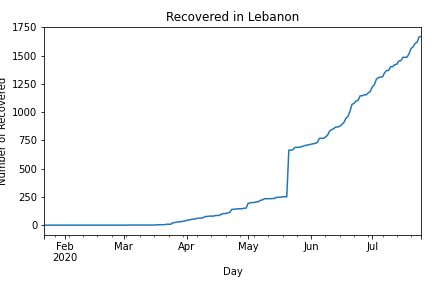 Recovered in Lebanon
Number of Recovered
1750
1500
1250
1000
750
500
250
0
Feb
2020
Mar
Apr
May
Jun
Jul
Day